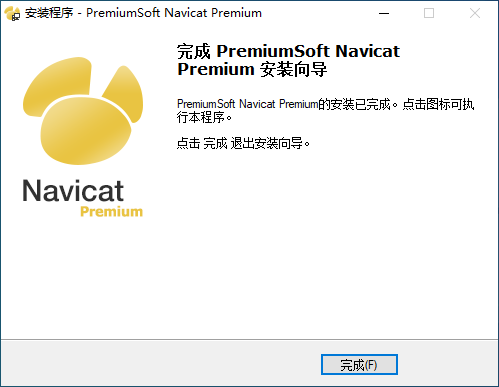 安装程序 - PremiumSoft Navicat Premium
完成 PremiumSoft Navicat
Premium 安装向导
PremiumSoft Navicat Premium的安装已完成。点击图标可执
行本程序。
点击 完成 退出安装向导。
Navicat
Premium
完成(F)